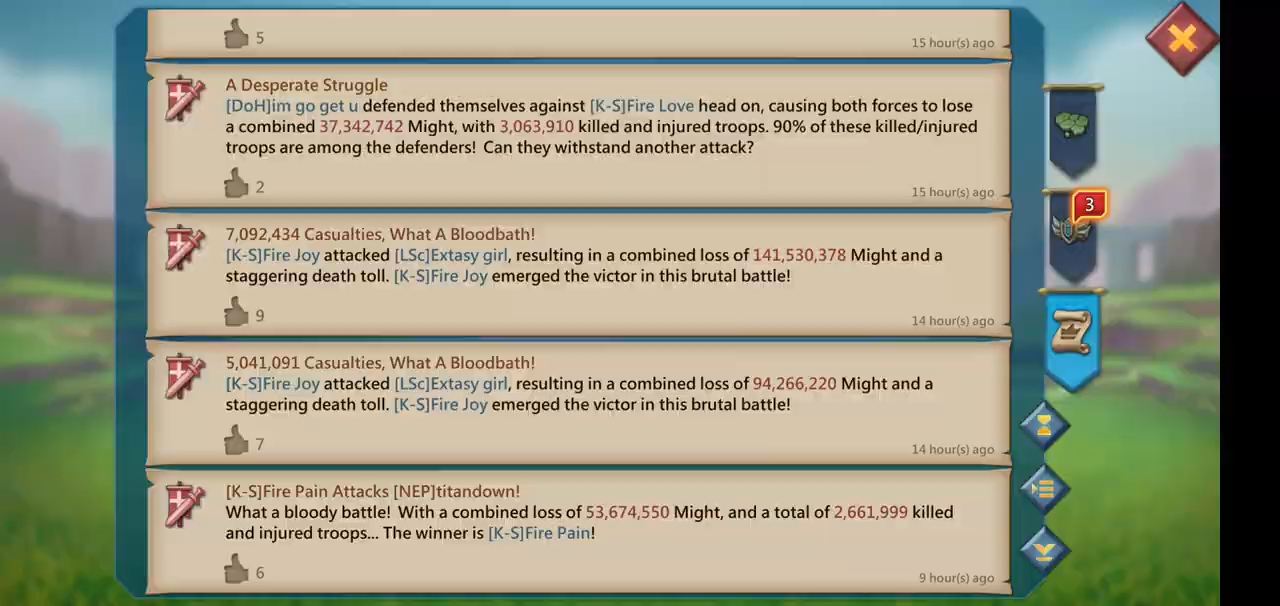 5
15 hour(s) ago
A Desperate Struggle
[DoH]im go get u defended themselves against [K-S]Fire Love head on, causing both forces to lose
a combined 37,342,742 Might, with 3,063,910 killed and injured troops. 90% of these killed/injured
troops are among the defenders! Can they withstand another attack?
2
15 hour(s) ago
7,092,434 Casualties, What A Bloodbath!
[K-S]Fire Joy attacked [LSc]Extasy girl, resulting in a combined loss of 141,530,378 Might and a
staggering death toll. [K-S]Fire Joy emerged the victor in this brutal battle!
9
14 hour(s) ago
5,041,091 Casualties, What A Bloodbath!
[K-S]Fire Joy attacked [LSc]Extasy girl, resulting in a combined loss of 94,266,220 Might and a
staggering death toll. [K-S]Fire Joy emerged the victor in this brutal battle!
7
14 hour(s) ago
[K-S]Fire Pain Attacks [NEP]titandown!
What a bloody battle! With a combined loss of 53,674,550 Might, and a total of 2,661,999 killed
and injured troops... The winner is [K-S]Fire Pain!
6
9 hour(s) ago
3